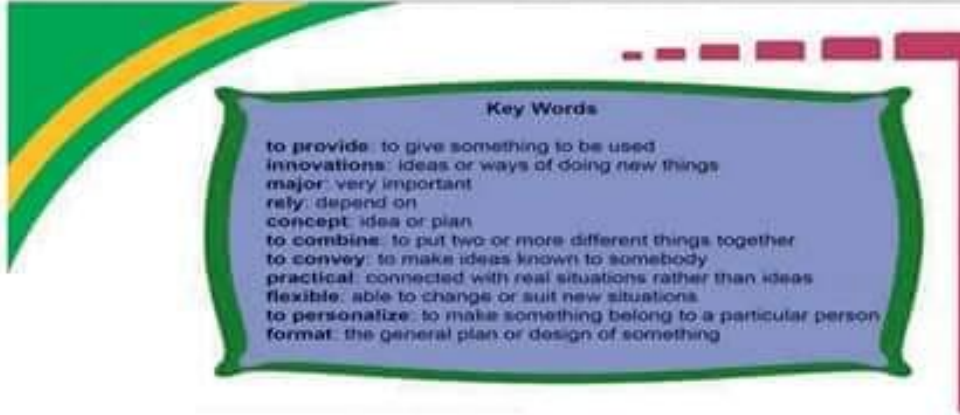 Key Words
to provide: to give something to be used
innovations: ideas or ways of doing new things
major: very important
rely: depend on
concept: idea or plan
to combine: to put two or more different things together
to convey: to make ideas known to somebody
practical: connected with real situations rather than ideas
flexible: able to change or suit new situations
to personalize: to make something belong to a particular person
format: the general plan or design of something